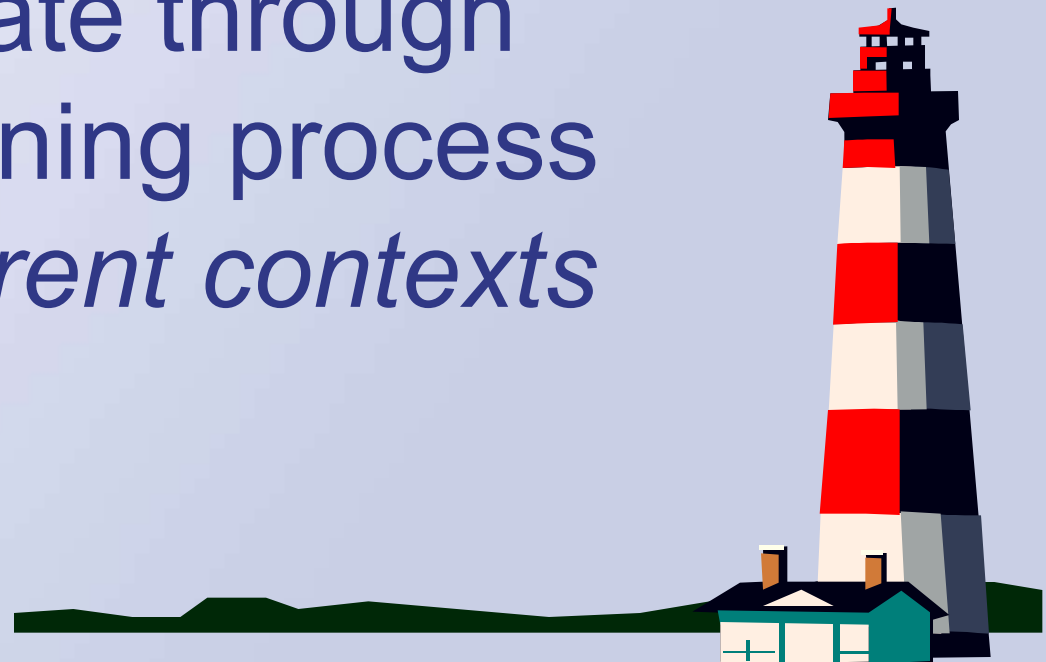 ate through
ning process
rent contexts